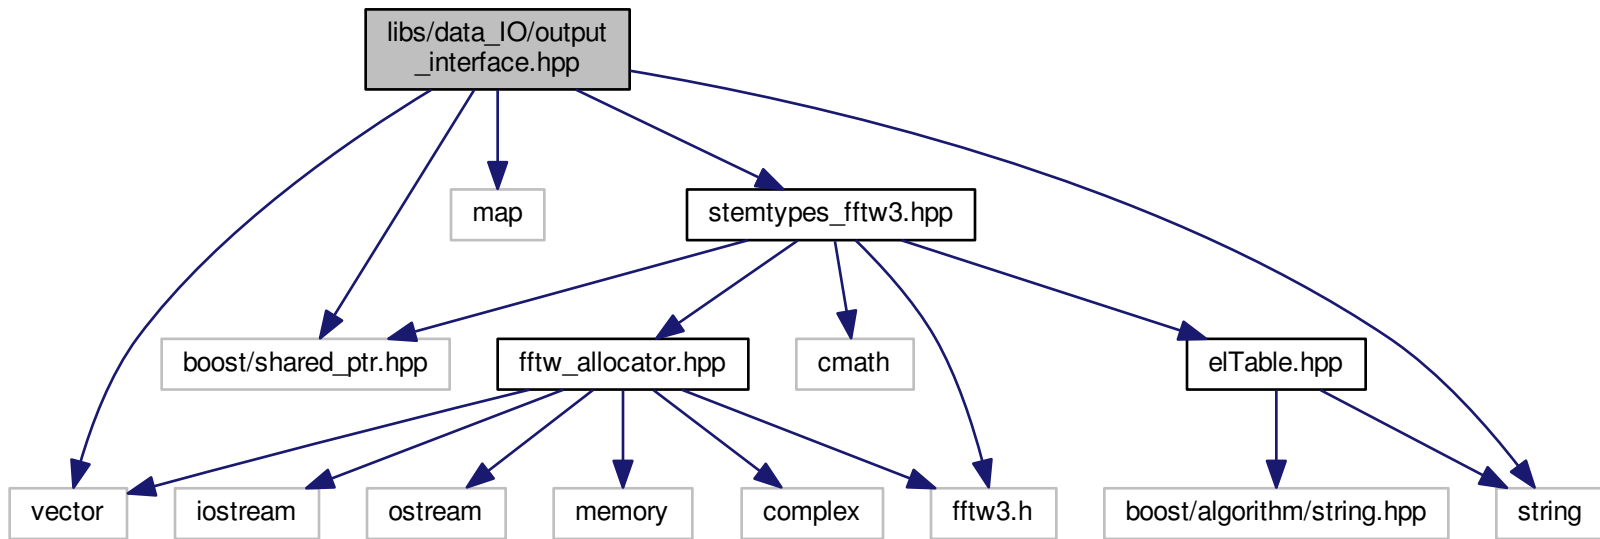 libs/data_IO/output
_interface.hpp
map
stemtypes_fftw3.hpp
boost/shared_ptr.hpp
fftw_allocator.hpp
cmath
elTable.hpp
vector
iostream
ostream
memory
complex
fftw3.h
boost/algorithm/string.hpp
string